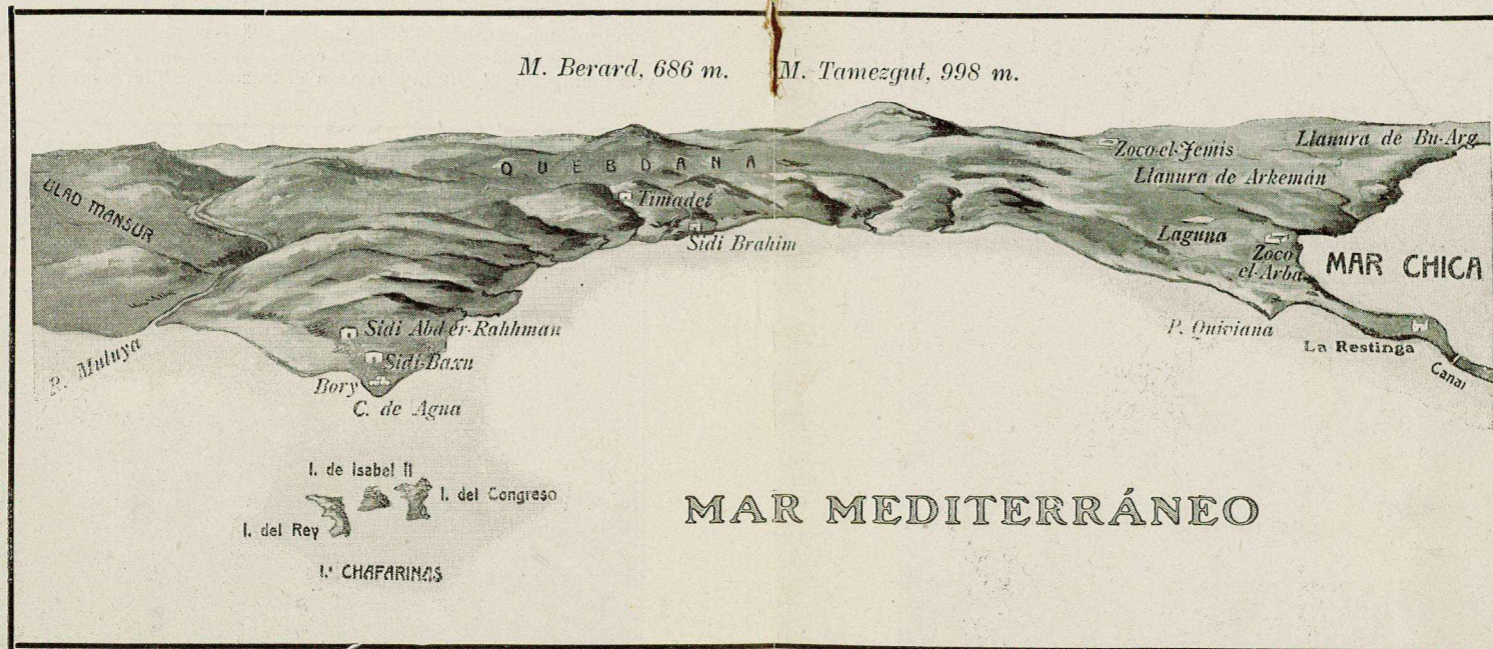 M. Berard, 686 m.
M. Tamezgut, 998 m.
QUEBDANA
Zoco-el-Jemis
Llanura de Bu-Arg
Llanura de Arkemán
ULAD MANSUR
Timadet
Sidi Brahim
Laguna
Zoco
el-Arba
MAR CHICA
R. Muluya
Sidi Abd-er-Rahhman
Sidi-Baxu
Bory
C. de Agua
P. Quiviana
La Restinga
Canal
I. de Isabel II
I. del Congreso
I. del Rey
I.ˢ CHAFARINAS
MAR MEDITERRÁNEO